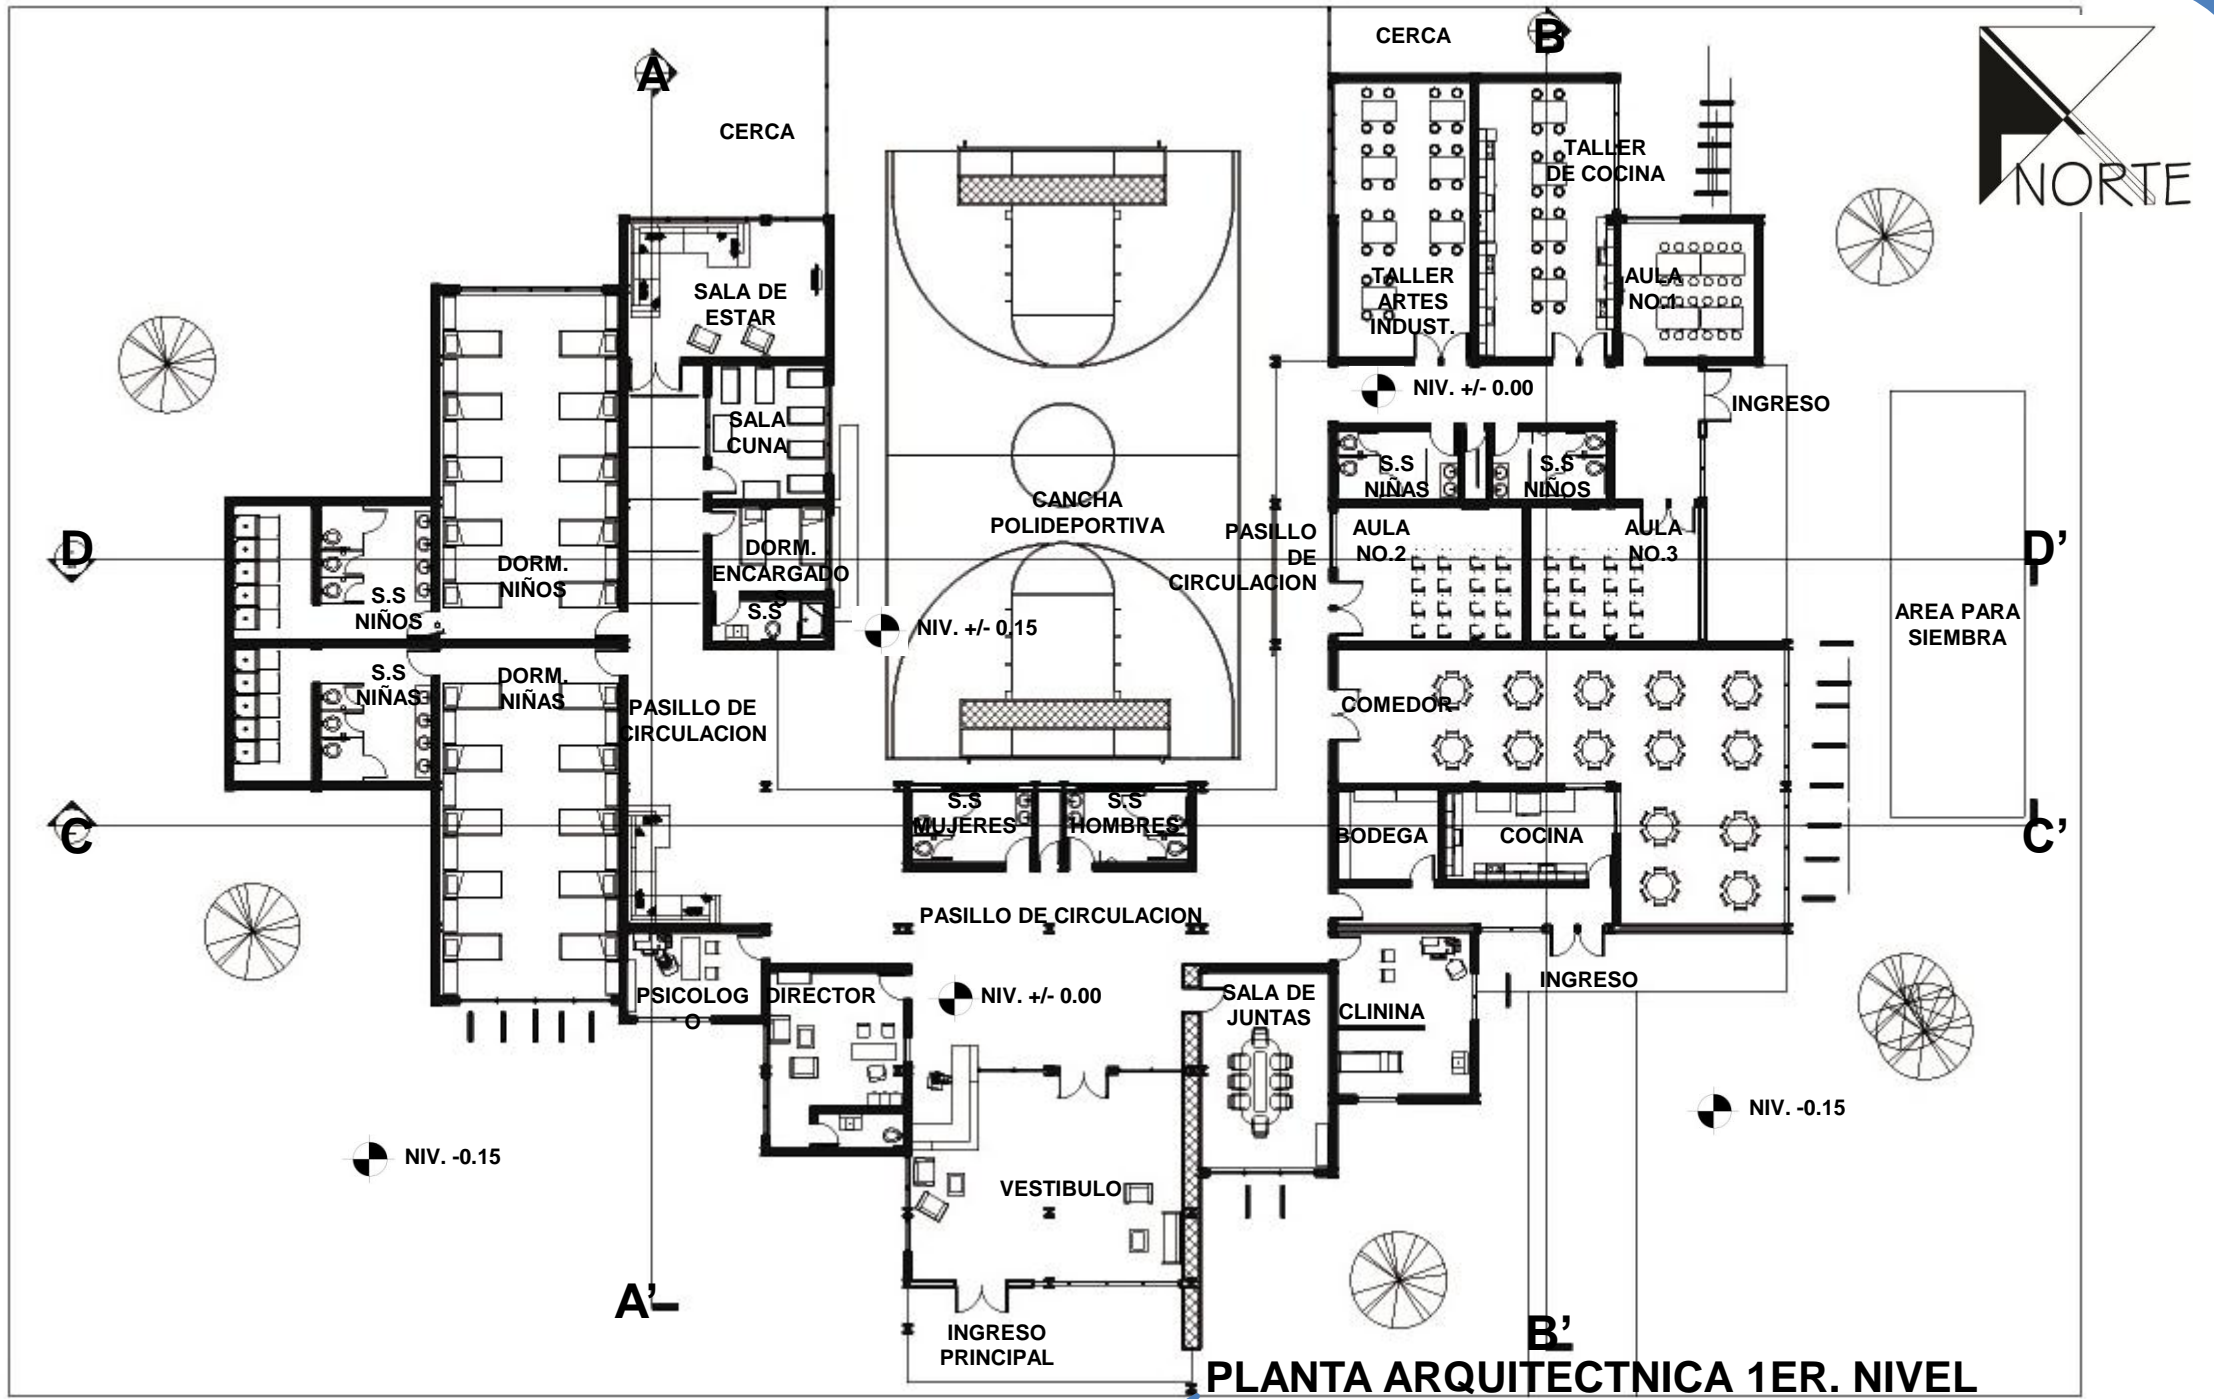 CERCA
B
A
CERCA
NORTE
TALLER
DE COCINA
SALA DE
ESTAR
TALLER
ARTES
INDUST.
AULA
NO.1
NIV. +/- 0.00
INGRESO
SALA
CUNA
S.S
NIÑAS
S.S
NIÑOS
CANCHA
POLIDEPORTIVA
PASILLO
DE
CIRCULACION
AULA
NO.2
AULA
NO.3
D
D'
DORM.
NIÑOS
DORM.
ENCARGADO
S
S.S
S.S
NIÑOS
NIV. +/- 0.15
AREA PARA
SIEMBRA
S.S
NIÑAS
DORM.
NIÑAS
PASILLO DE
CIRCULACION
COMEDOR
S.S
MUJERES
S.S
HOMBRES
BODEGA
COCINA
C
C'
PASILLO DE CIRCULACION
INGRESO
PSICOLOG
O
DIRECTOR
NIV. +/- 0.00
SALA DE
JUNTAS
CLININA
NIV. -0.15
NIV. -0.15
VESTIBULO
A'
B'
INGRESO
PRINCIPAL
PLANTA ARQUITECTNICA 1ER. NIVEL